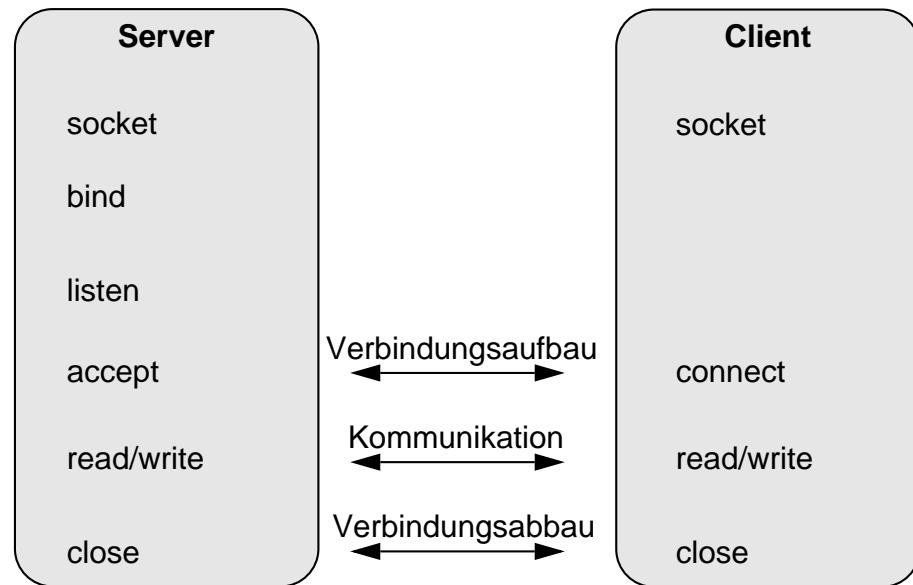 Server
socket
bind
listen
accept
read/write
close
Verbindungsaufbau
Kommunikation
Verbindungsabbau
Client
socket
connect
read/write
close